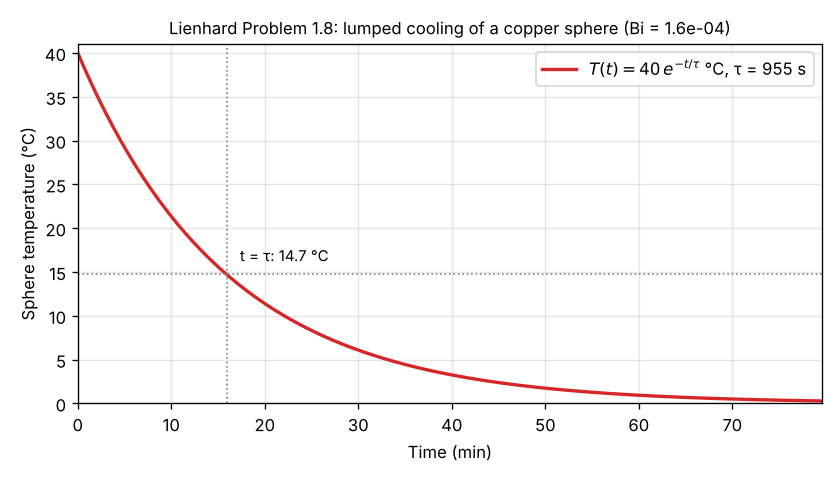 Lienhard Problem 1.8: lumped cooling of a copper sphere (Bi = 1.6e-04)
T(t) = 40 e^{-t/τ} °C, τ = 955 s
Sphere temperature (°C)
40
35
30
25
20
15
10
5
0
t = τ: 14.7 °C
0 10 20 30 40 50 60 70
Time (min)